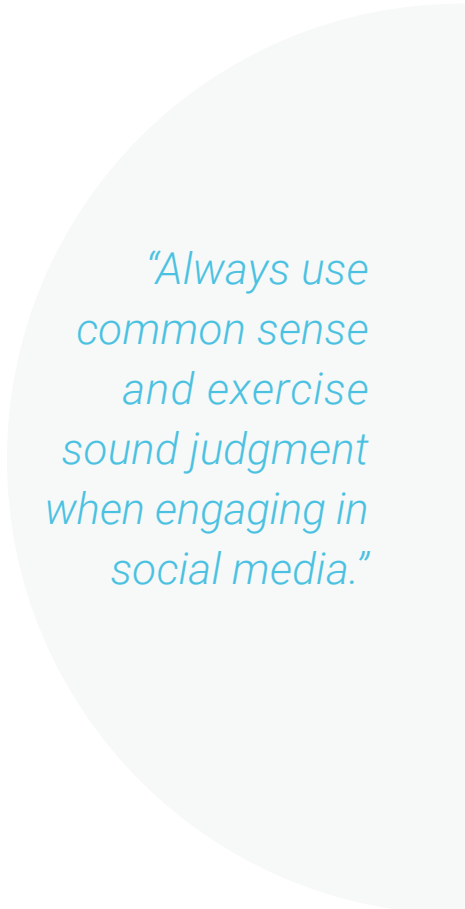 “Always use
common sense
and exercise
sound judgment
when engaging in
social media.”